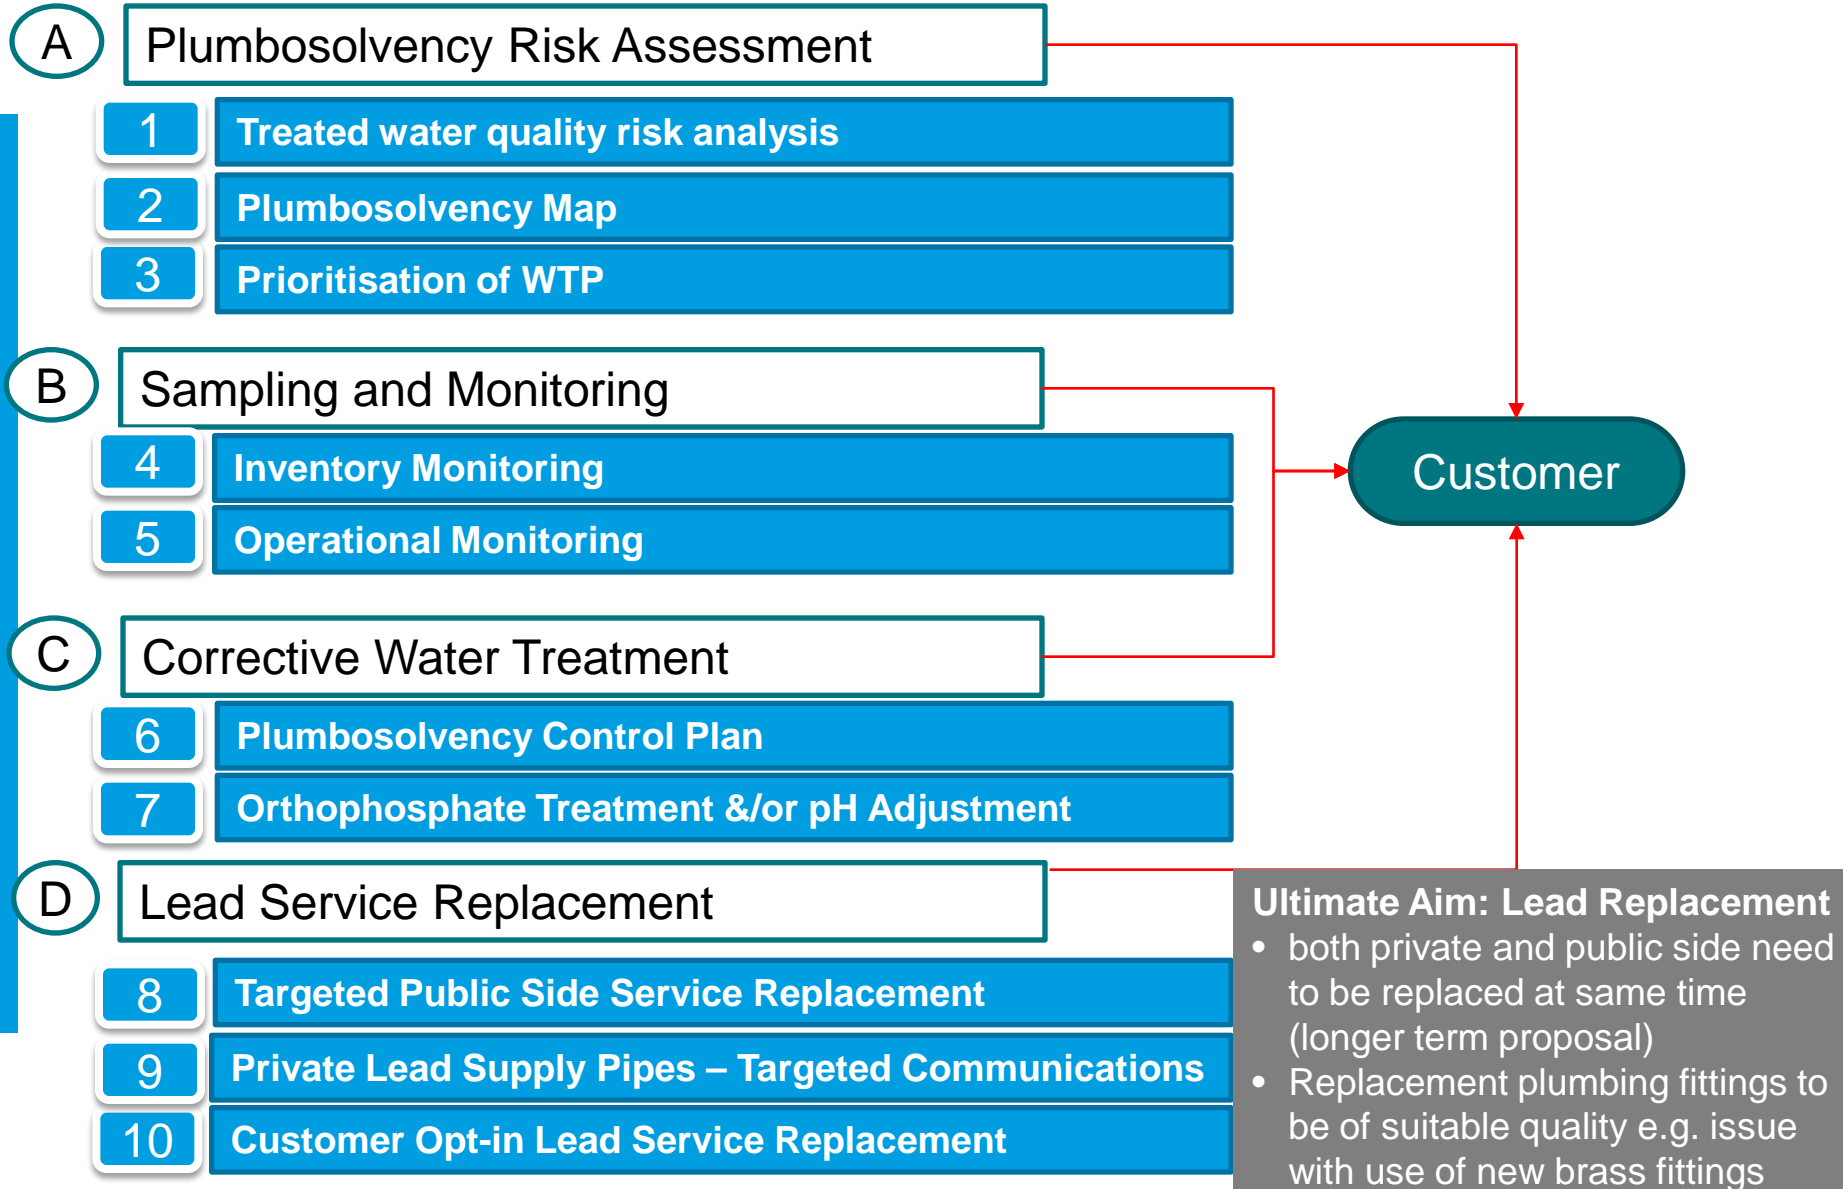 A
Plumbosolvency Risk Assessment
1
Treated water quality risk analysis
2
Plumbosolvency Map
3
Prioritisation of WTP
B
Sampling and Monitoring
4
Inventory Monitoring
5
Operational Monitoring
Customer
C
Corrective Water Treatment
6
Plumbosolvency Control Plan
7
Orthophosphate Treatment &/or pH Adjustment
D
Lead Service Replacement
8
Targeted Public Side Service Replacement
9
Private Lead Supply Pipes – Targeted Communications
10
Customer Opt-in Lead Service Replacement
Ultimate Aim: Lead Replacement
• both private and public side need
to be replaced at same time
(longer term proposal)
• Replacement plumbing fittings to
be of suitable quality e.g. issue
with use of new brass fittings